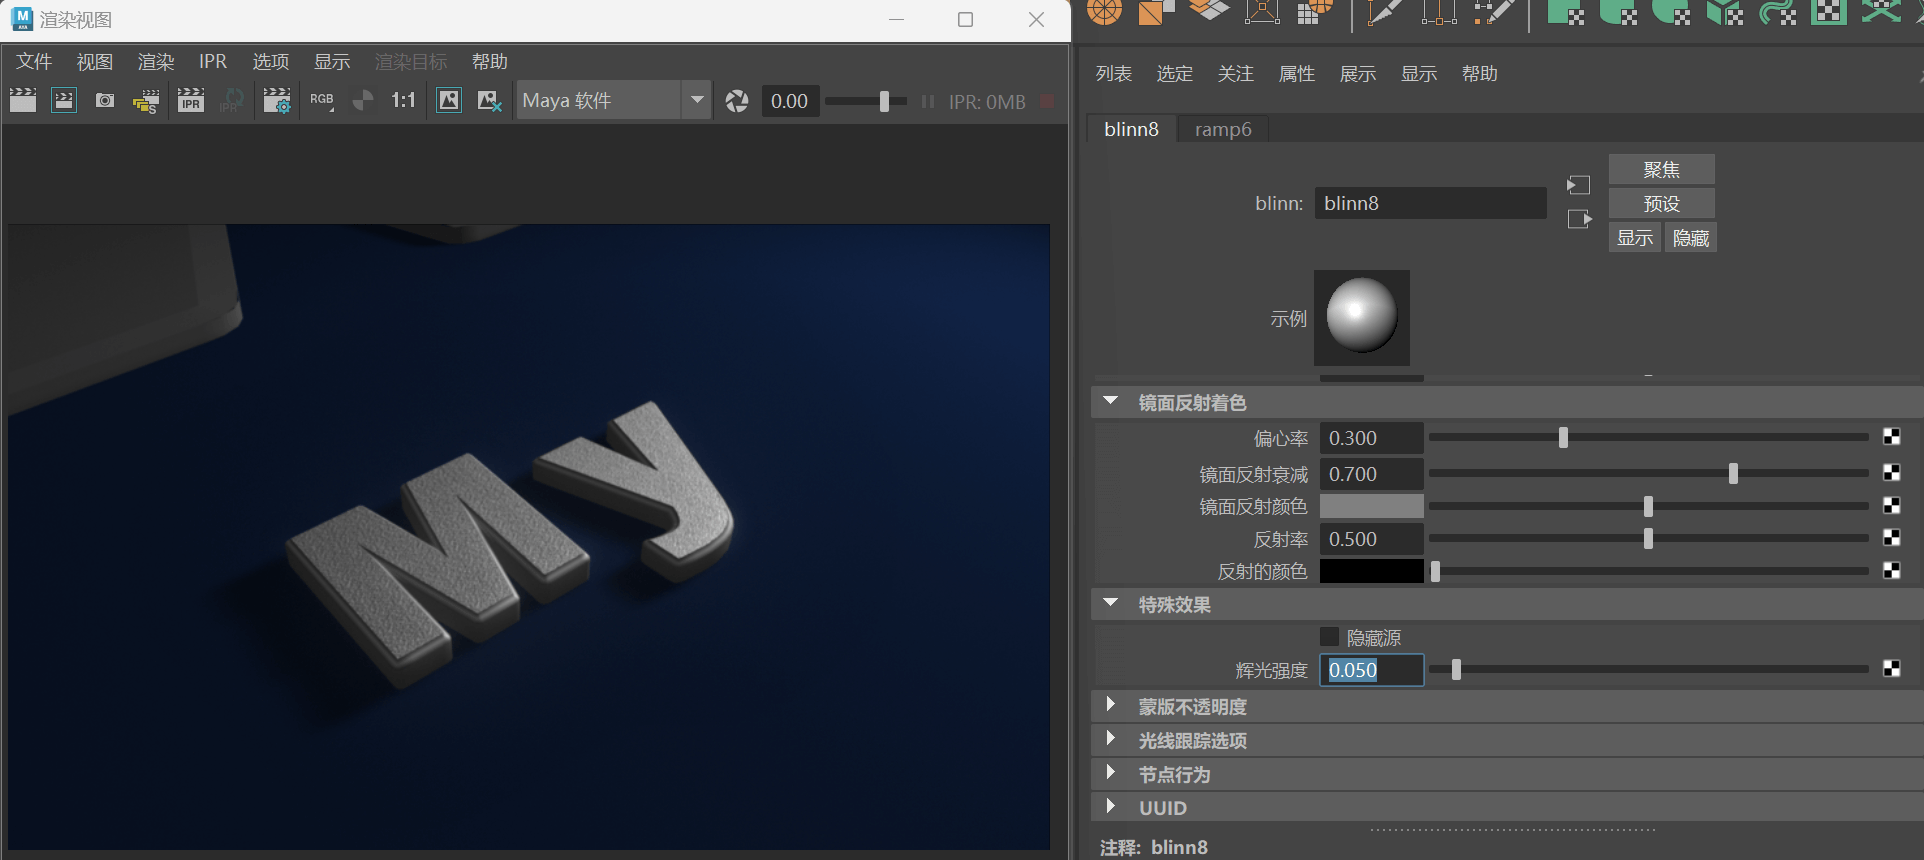 渲染视图
文件 视图 渲染 IPR 选项 显示 渲染目标 帮助
IPR IPR RGB 1:1 Maya 软件 0.00 IPR: 0MB
My
列表 选定 关注 属性 展示 显示 帮助
blinn8 ramp6
聚焦
blinn: blinn8
预设
显示 隐藏
示例
镜面反射着色
偏心率 0.300
镜面反射衰减 0.700
镜面反射颜色
反射率 0.500
反射的颜色
特殊效果
隐藏源
辉光强度 0.050
蒙版不透明度
光线跟踪选项
节点行为
UUID
注释: blinn8